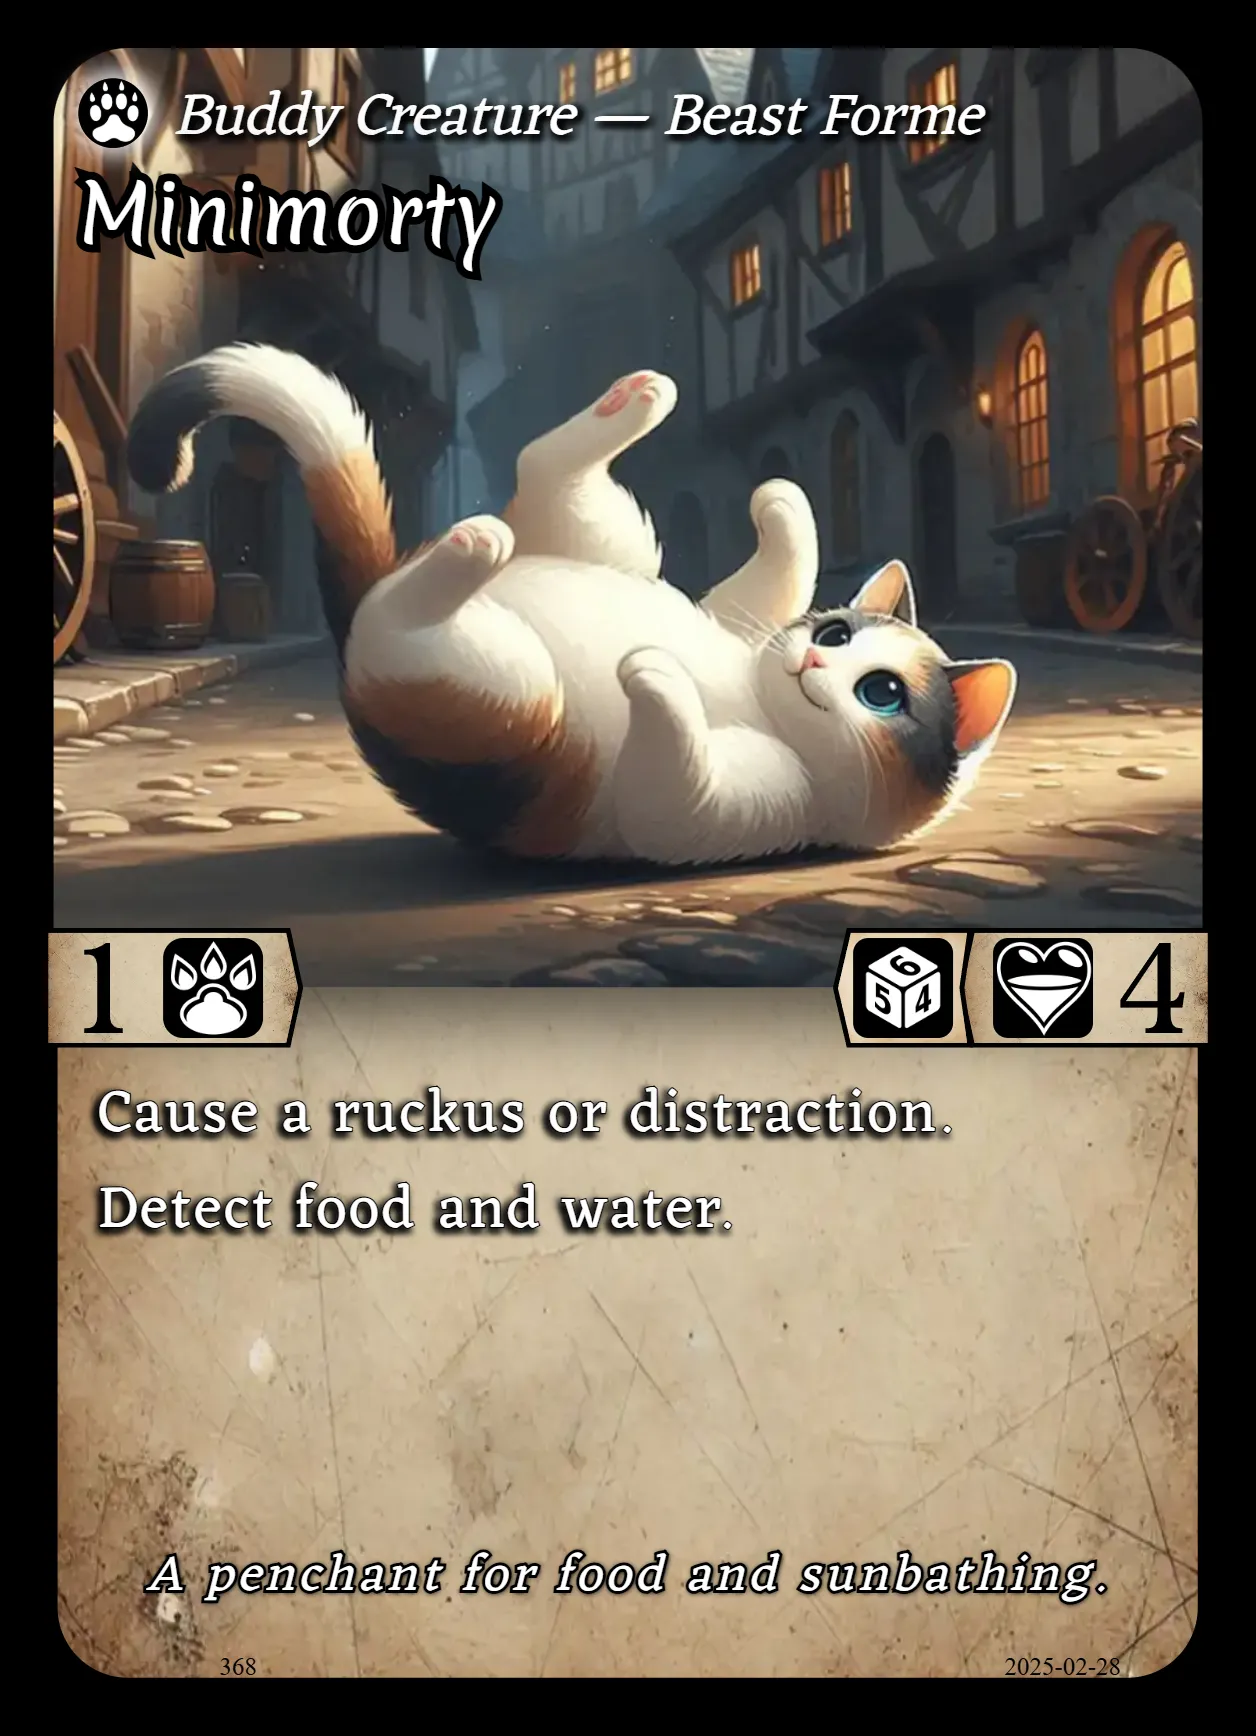 Buddy Creature — Beast Forme
Minimorty
1
6
5 4
4
Cause a ruckus or distraction.
Detect food and water.
A penchant for food and sunbathing.
368
2025-02-28